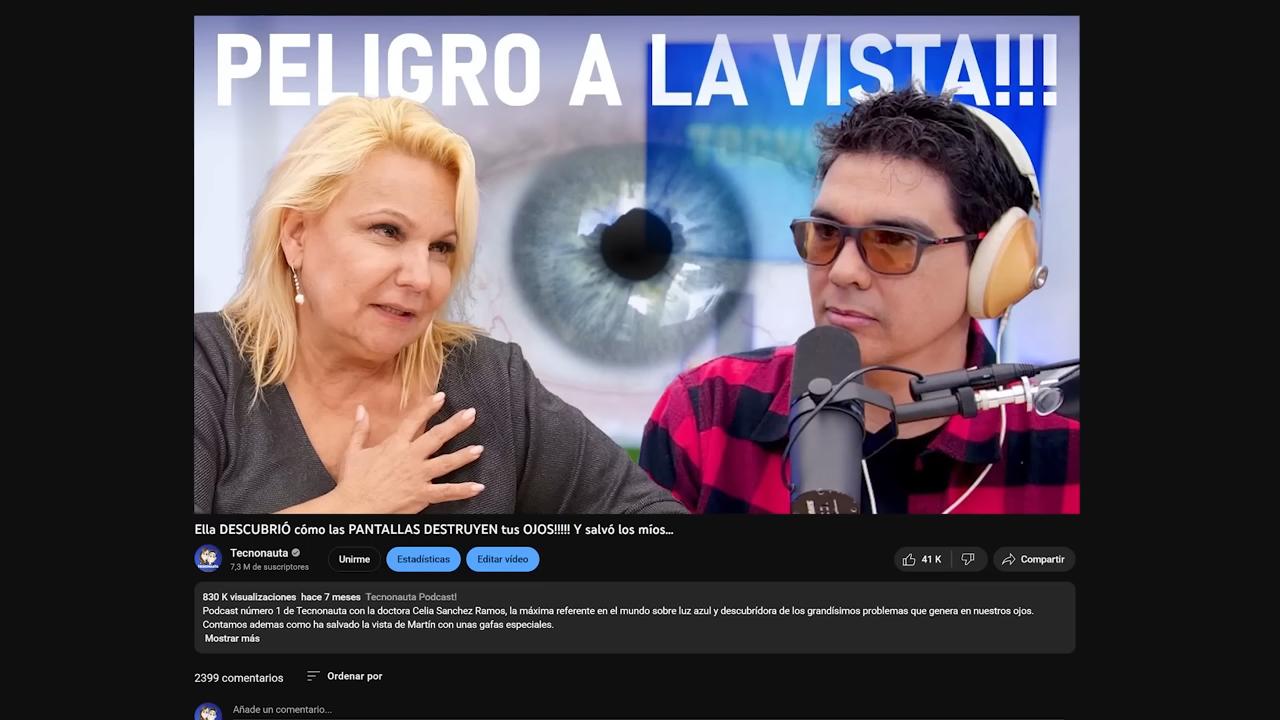 PELIGRO A LA VISTA!!!
Ella DESCUBRIÓ cómo las PANTALLAS DESTRUYEN tus OJOS!!!!! Y salvó los míos...
Tecnonauta
7,3 M de suscriptores
Unirme
Estadísticas
Editar vídeo
41 K
Compartir
830 K visualizaciones hace 7 meses Tecnonauta Podcast!
Podcast número 1 de Tecnonauta con la doctora Celia Sanchez Ramos, la máxima referente en el mundo sobre luz azul y descubrídora de los grandísimos problemas que genera en nuestros ojos.
Contamos ademas como ha salvado la vista de Martín con unas gafas especiales.
Mostrar más
2399 comentarios
Ordenar por
Añade un comentario...